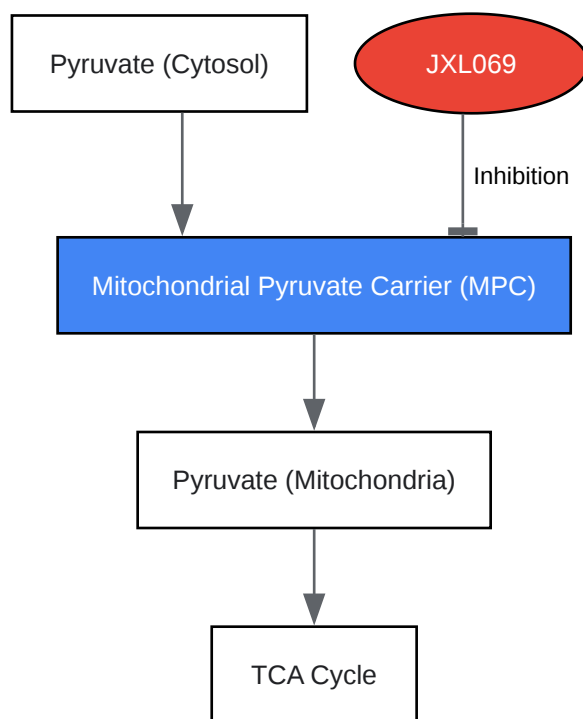 Pyruvate (Cytosol)
JXL069
Inhibition
Mitochondrial Pyruvate Carrier (MPC)
Pyruvate (Mitochondria)
TCA Cycle